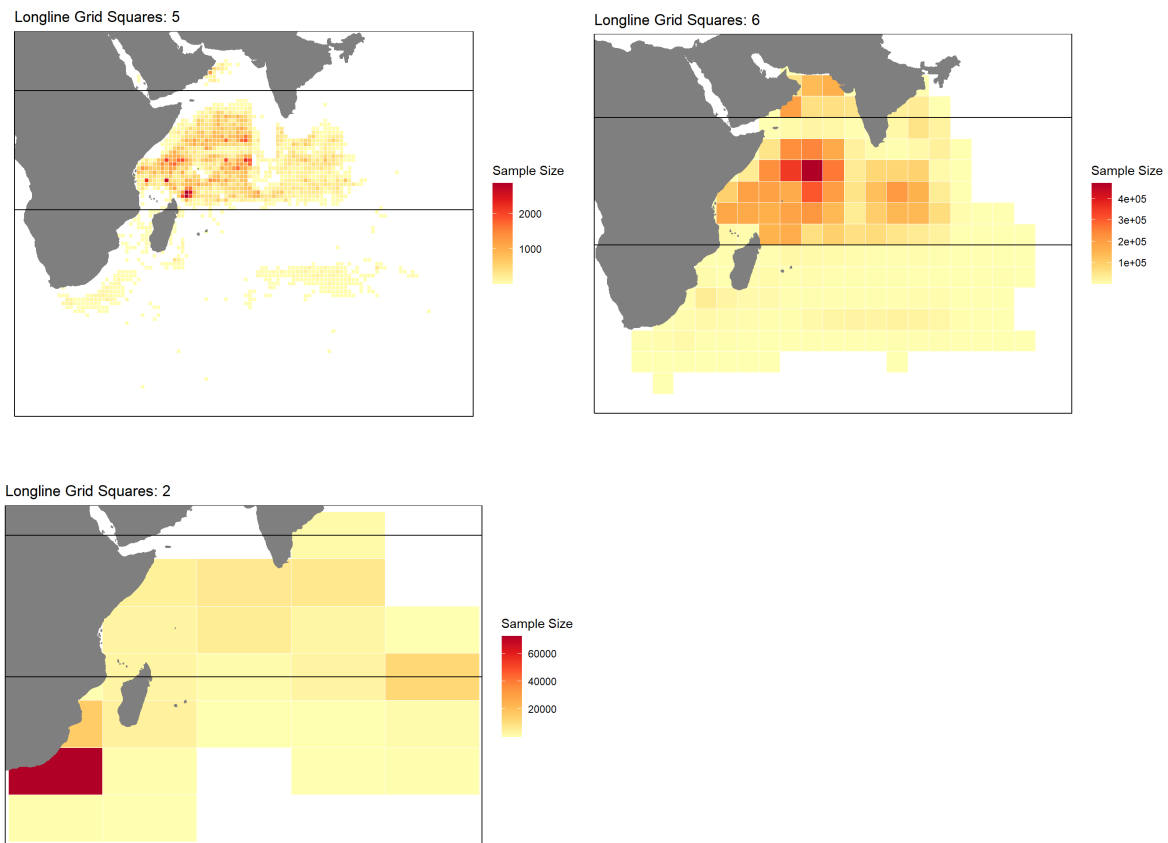 Longline Grid Squares: 5
Sample Size
2000
1000
Longline Grid Squares: 6
Sample Size
4e+05
3e+05
2e+05
1e+05
Longline Grid Squares: 2
Sample Size
60000
40000
20000